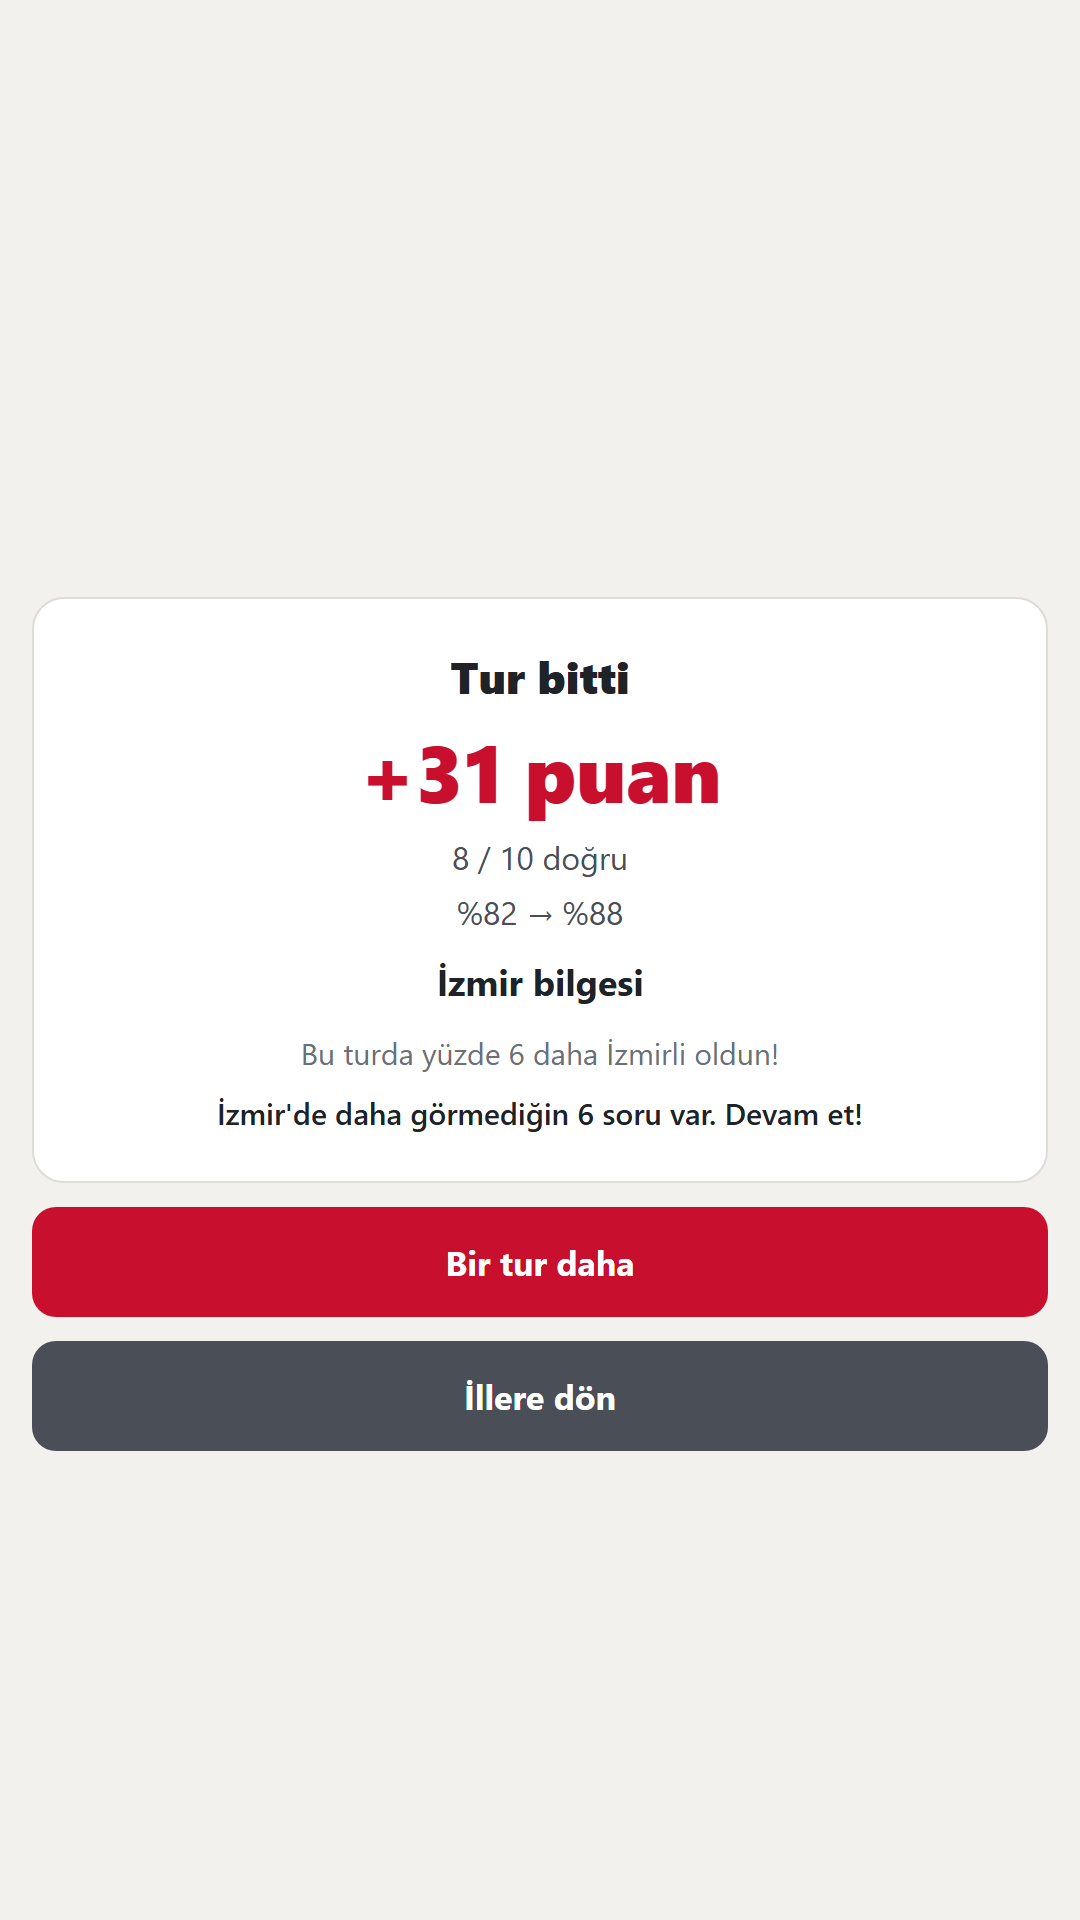 Tur bitti
+31 puan
8 / 10 doğru
%82 → %88
İzmir bilgesi
Bu turda yüzde 6 daha İzmirli oldun!
İzmir'de daha görmediğin 6 soru var. Devam et!
Bir tur daha
İllere dön